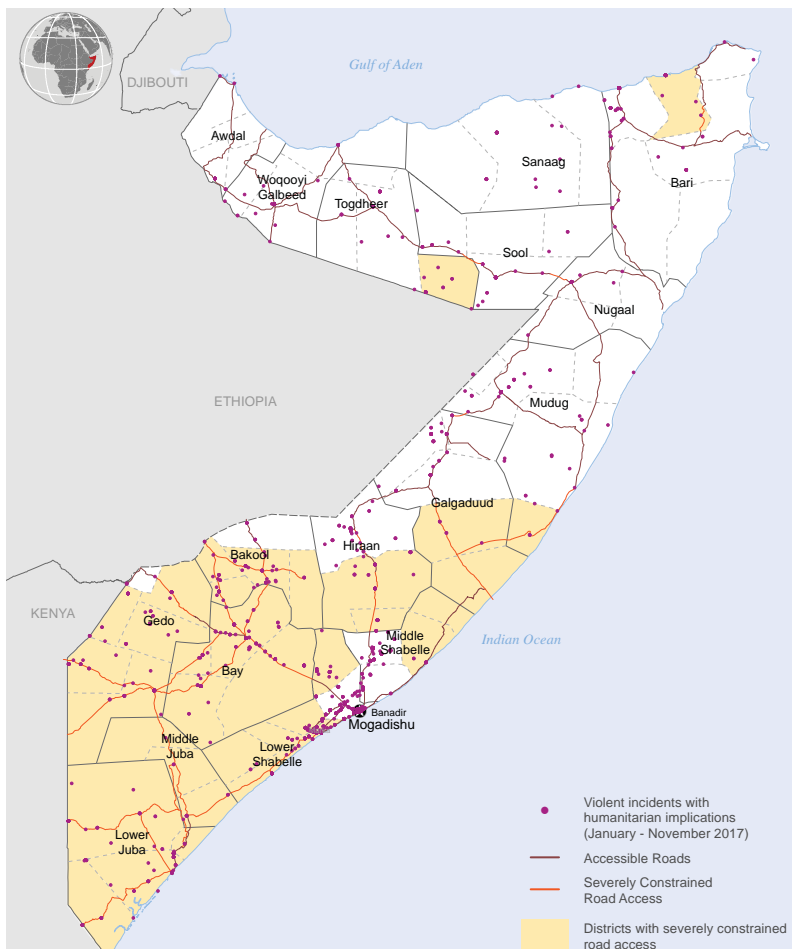 Gulf of Aden
DJIBOUTI
Awdal
Sanaag
Woqooyi
Galbeed
Bari
Togdheer
Sool
Nugaal
ETHIOPIA
Mudug
Galgaduud
Hiraan
Bakool
KENYA
Gedo
Middle
Shabelle
Indian Ocean
Bay
Banadir
Mogadishu
Middle
Juba
Lower
Shabelle
Lower
Juba
Violent incidents with
humanitarian implications
(January - November 2017)
Accessible Roads
Severely Constrained
Road Access
Districts with severely constrained
road access